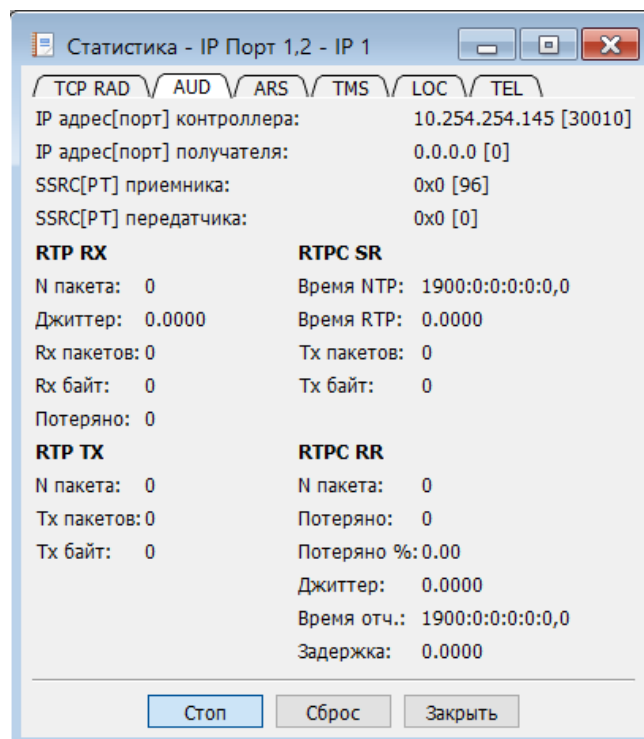 Статистика - IP Порт 1,2 - IP 1
TCP RAD AUD ARS TMS LOC TEL
IP адрес[порт] контроллера: 10.254.254.145 [30010]
IP адрес[порт] получателя: 0.0.0.0 [0]
SSRC[PT] приемника: 0x0 [96]
SSRC[PT] передатчика: 0x0 [0]
RTP RX RTPC SR
N пакета: 0 Время NTP: 1900:0:0:0:0,0
Джиттер: 0.0000 Время RTP: 0.0000
Rx пакетов: 0 Tx пакетов: 0
Rx байт: 0 Tx байт: 0
Потеряно: 0
RTP TX RTPC RR
N пакета: 0 N пакета: 0
Tx пакетов: 0 Потеряно: 0
Tx байт: 0 Потеряно %: 0.00
Джиттер: 0.0000
Время отч.: 1900:0:0:0:0,0
Задержка: 0.0000
Стоп Сброс Закрыть